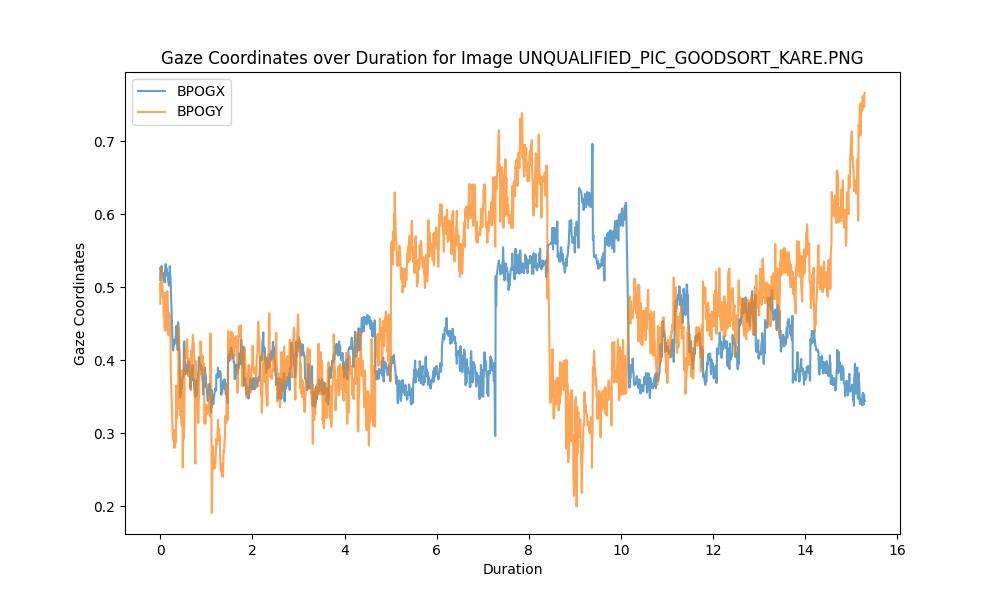 Gaze Coordinates over Duration for Image UNQUALIFIED_PIC_GOODSORT_KARE.PNG
BPOGX
BPOGY
Gaze Coordinates
0.7
0.6
0.5
0.4
0.3
0.2
0 2 4 6 8 10 12 14 16
Duration